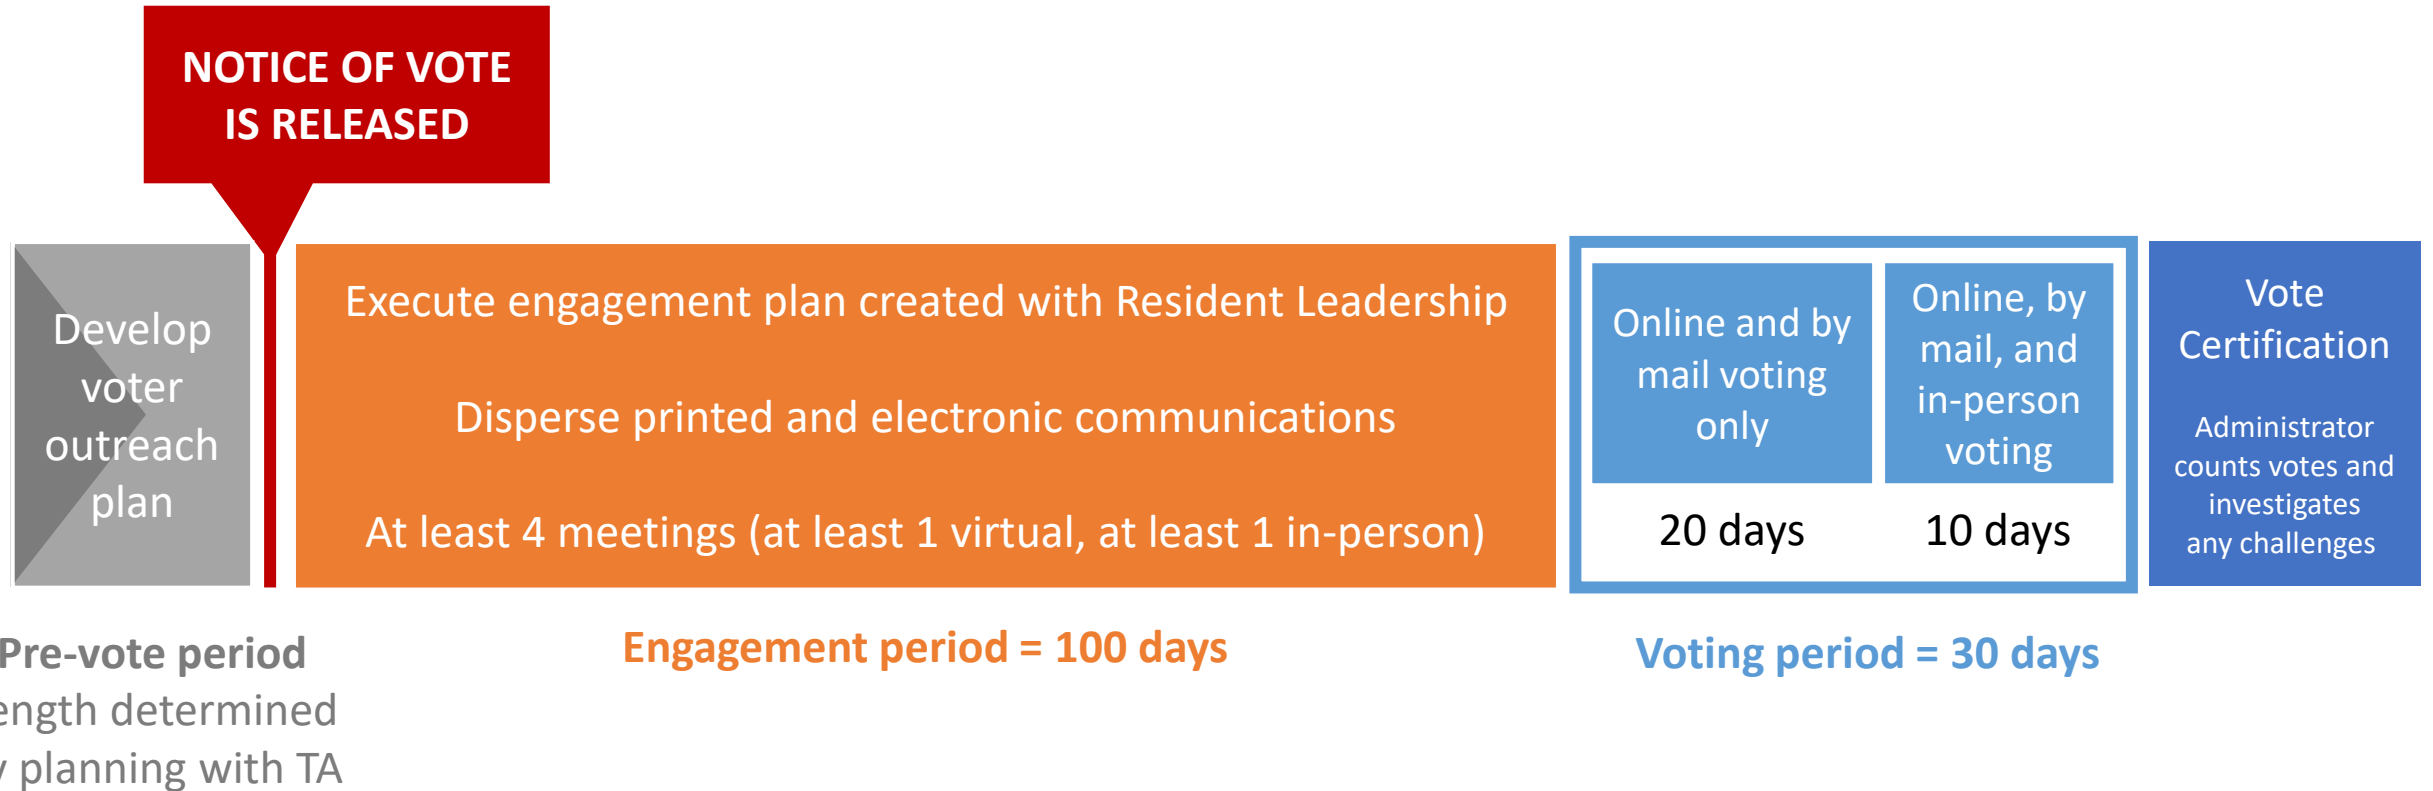 NOTICE OF VOTE
IS RELEASED
Develop
voter
outreach
plan
Execute engagement plan created with Resident Leadership
Disperse printed and electronic communications
At least 4 meetings (at least 1 virtual, at least 1 in-person)
Online and by
mail voting
only
20 days
Online, by
mail, and
in-person
voting
10 days
Vote
Certification
Administrator
counts votes and
investigates
any challenges
Pre-vote period
determined
planning with TA
Engagement period = 100 days
Voting period = 30 days